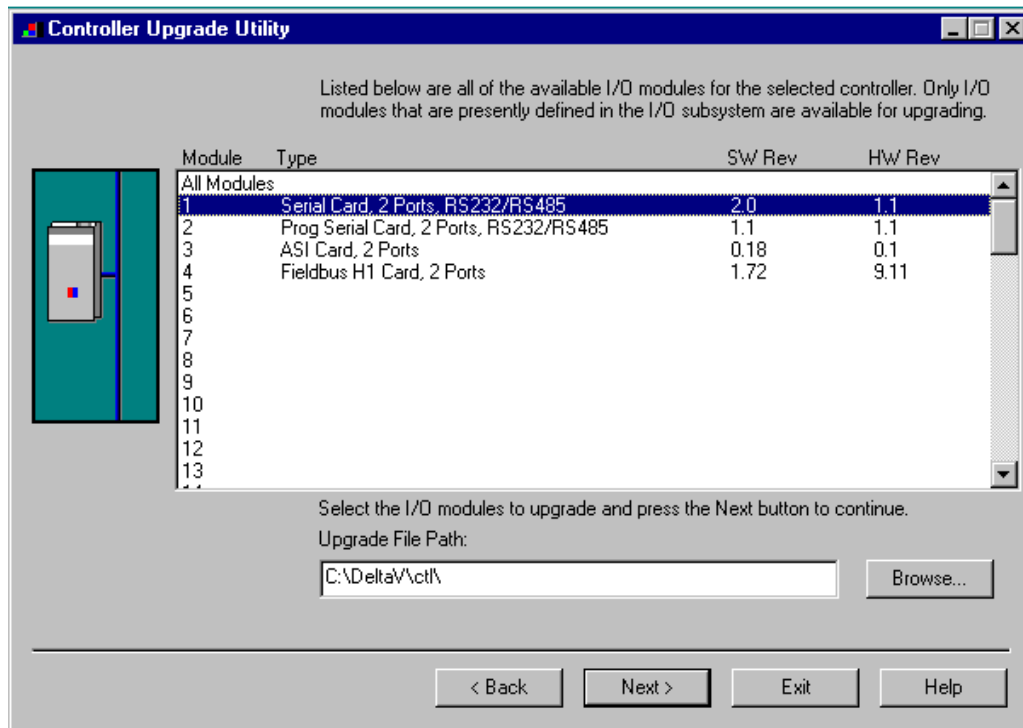 Controller Upgrade Utility
Listed below are all of the available I/O modules for the selected controller. Only I/O
modules that are presently defined in the I/O subsystem are available for upgrading.
Module Type SW Rev HW Rev
All Modules
1 Serial Card, 2 Ports, RS232/RS485 2.0 1.1
2 Prog Serial Card, 2 Ports, RS232/RS485 1.1 1.1
3 ASI Card, 2 Ports 0.18 0.1
4 Fieldbus H1 Card, 2 Ports 1.72 9.11
5
6
7
8
9
10
11
12
13
Select the I/O modules to upgrade and press the Next button to continue.
Upgrade File Path:
C:\DeltaV\ctl\
Browse...
< Back Next > Exit Help